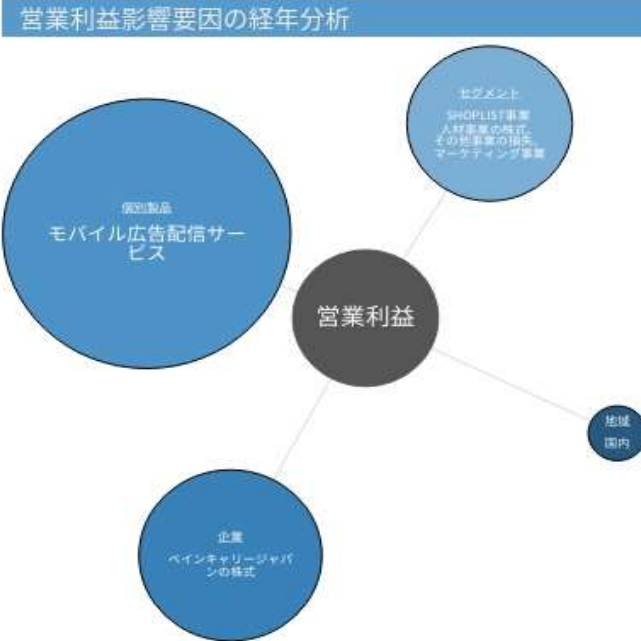 営業利益影響要因の経年分析
セグメント
SHOPLIST事業
人材事業の株式、
その他事業の損失、
マーケティング事業
個別製品
モバイル広告配信サー
ビス
営業利益
地域
国内
企業
ベインキャリージャパ
ンの株式